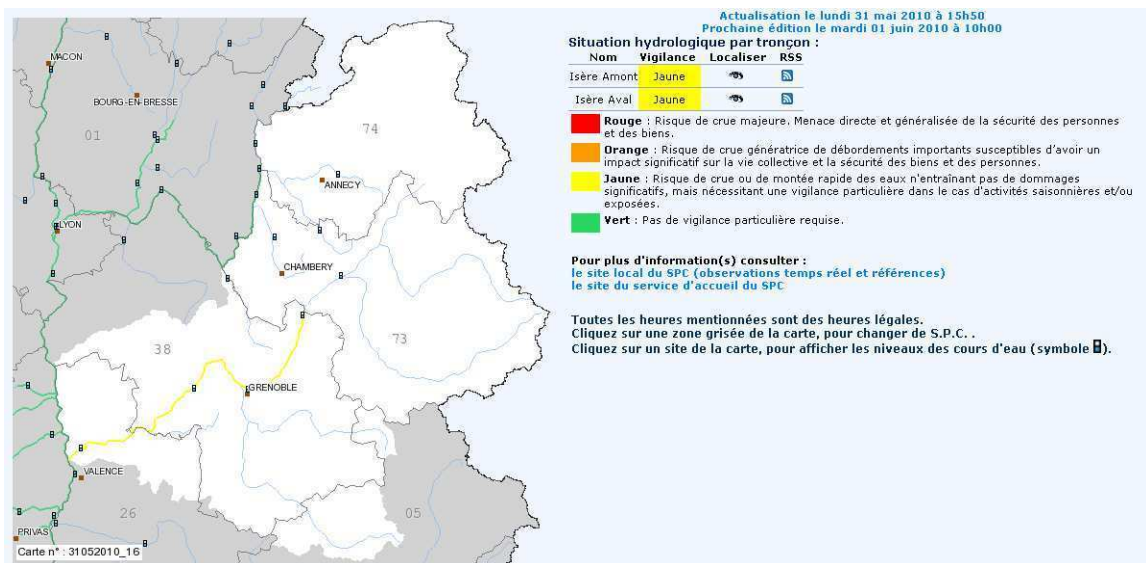 MACON
BOURG-EN-BRESSE
01
74
ANNECY
LYON
CHAMBERY
38
73
GRENOBLE
VALENCE
26
05
PRIVAS
Carte n° : 31052010_16
Actualisation le lundi 31 mai 2010 à 15h50
Prochaine édition le mardi 01 juin 2010 à 10h00
Situation hydrologique par tronçon :
Nom Vigilance Localiser RSS
Isère Amont Jaune
Isère Aval Jaune
Rouge : Risque de crue majeure. Menace directe et généralisée de la sécurité des personnes
et des biens.
Orange : Risque de crue génératrice de débordements importants susceptibles d'avoir un
impact significatif sur la vie collective et la sécurité des biens et des personnes.
Jaune : Risque de crue ou de montée rapide des eaux n'entraînant pas de dommages
significatifs, mais nécessitant une vigilance particulière dans le cas d'activités saisonnières et/ou
exposées.
Vert : Pas de vigilance particulière requise.
Pour plus d'information(s) consulter :
le site local du SPC (observations temps réel et références)
le site du service d'accueil du SPC
Toutes les heures mentionnées sont des heures légales.
Cliquez sur une zone grisée de la carte, pour changer de S.P.C. .
Cliquez sur un site de la carte, pour afficher les niveaux des cours d'eau (symbole ).